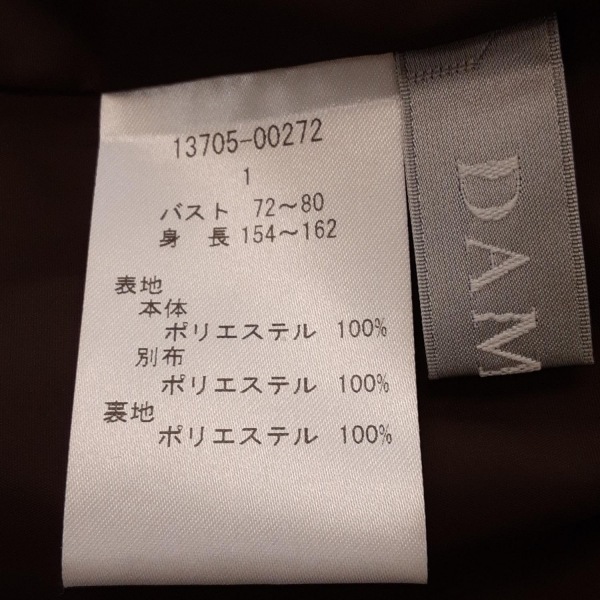 13705-00272
1
バスト 72～80
身 長 154～162
表地
本体
ポリエステル 100%
別布
ポリエステル 100%
裏地
ポリエステル 100%
DAM